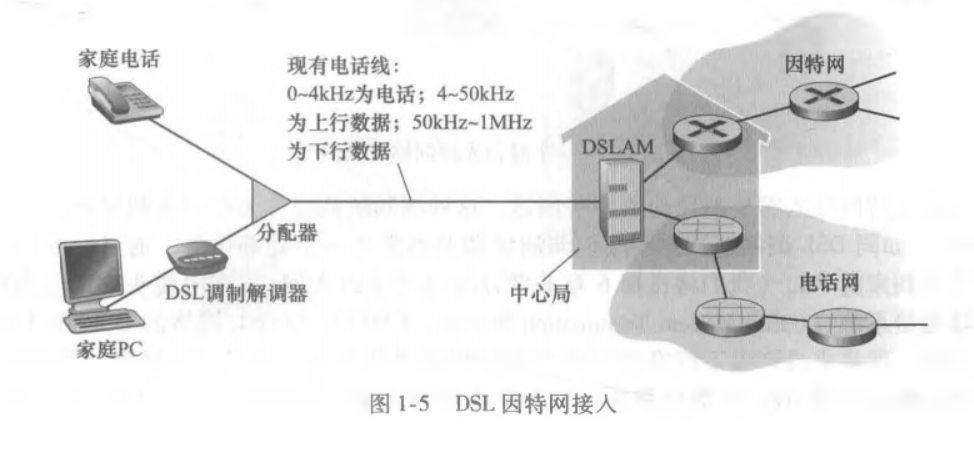 家庭电话
现有电话线：
0~4kHz为电话；4~50kHz
为上行数据；50kHz~1MHz
为下行数据
因特网
DSLAM
分配器
DSL调制解调器
家庭PC
中心局
电话网
图 1-5 DSL 因特网接入